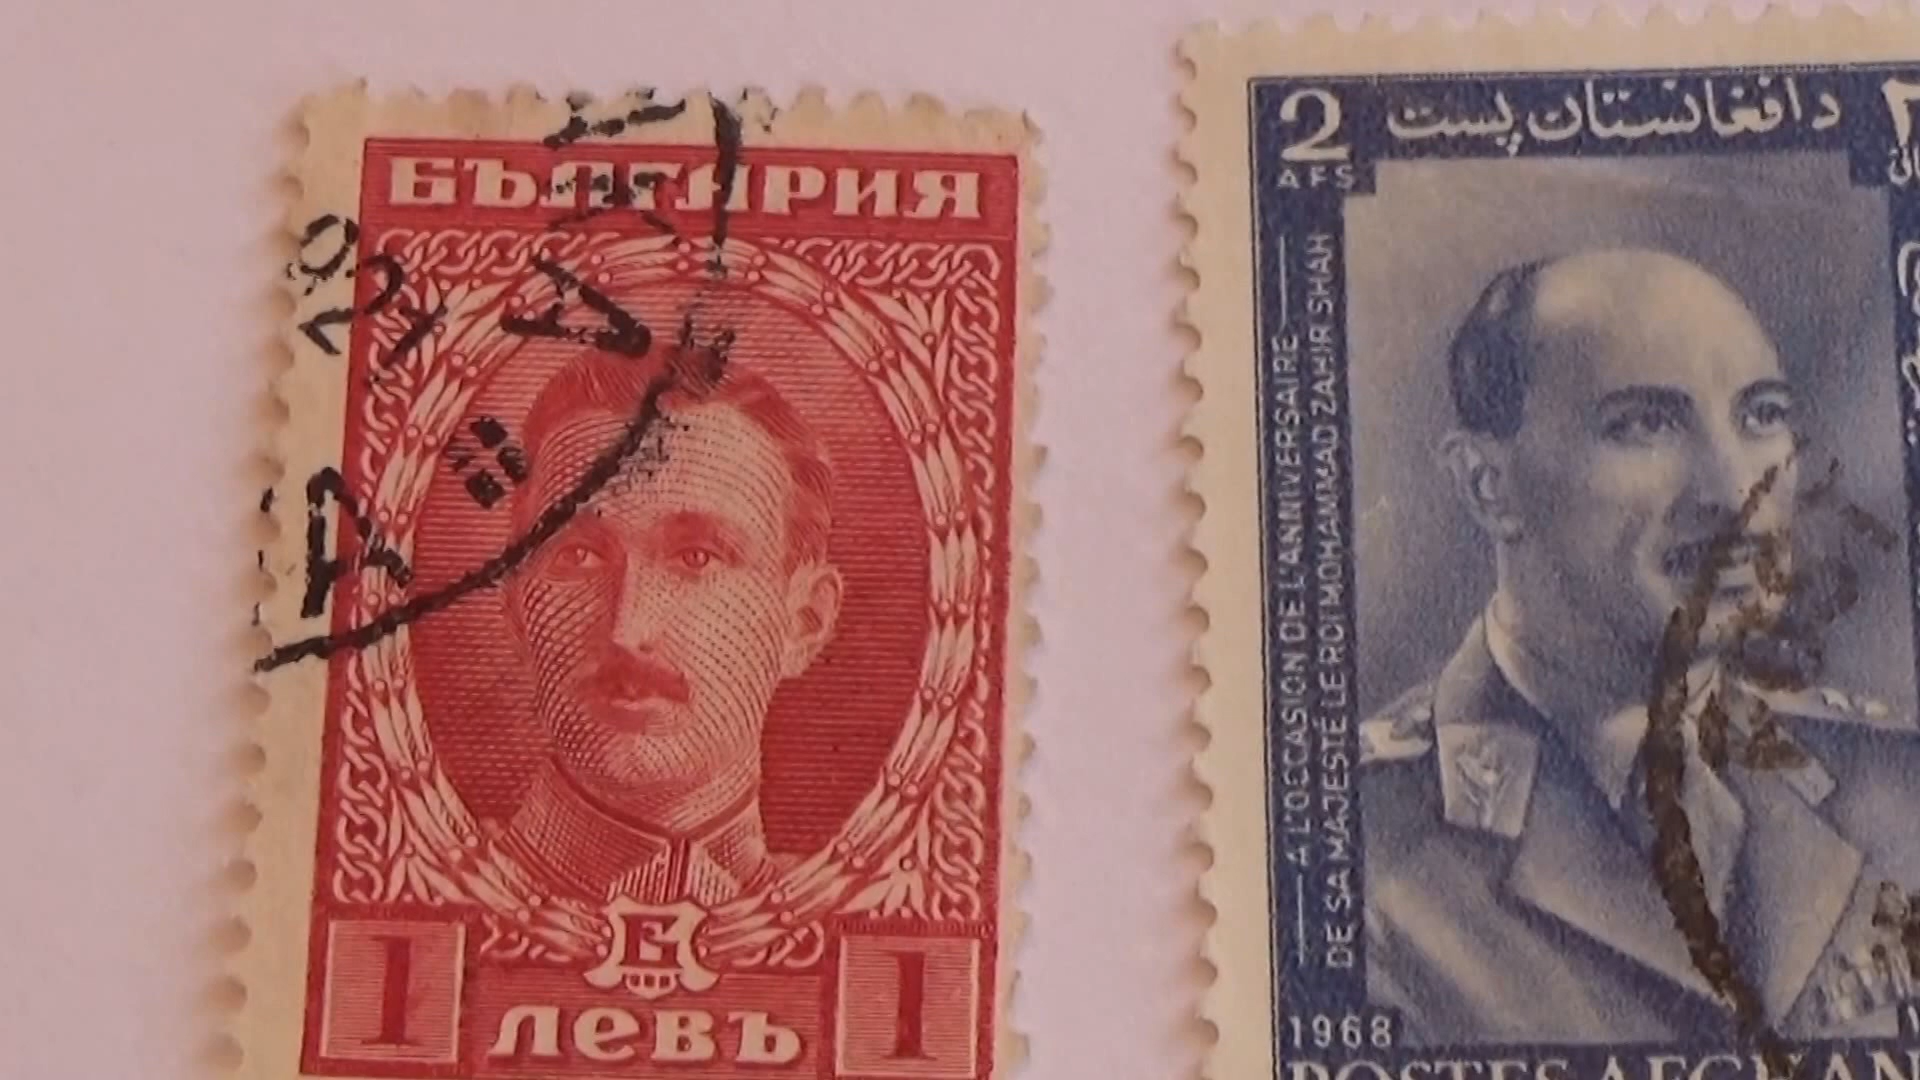 БЪЛГАРИЯ
1
левъ
1
2
AFS
د افغانستان پست
A L'OCCASION DE L'ANNIVERSAIRE
DE SA MAJESTÉ LE ROI MOHAMMAD ZAHIR SHAH
1968
POSTES AFGHAN